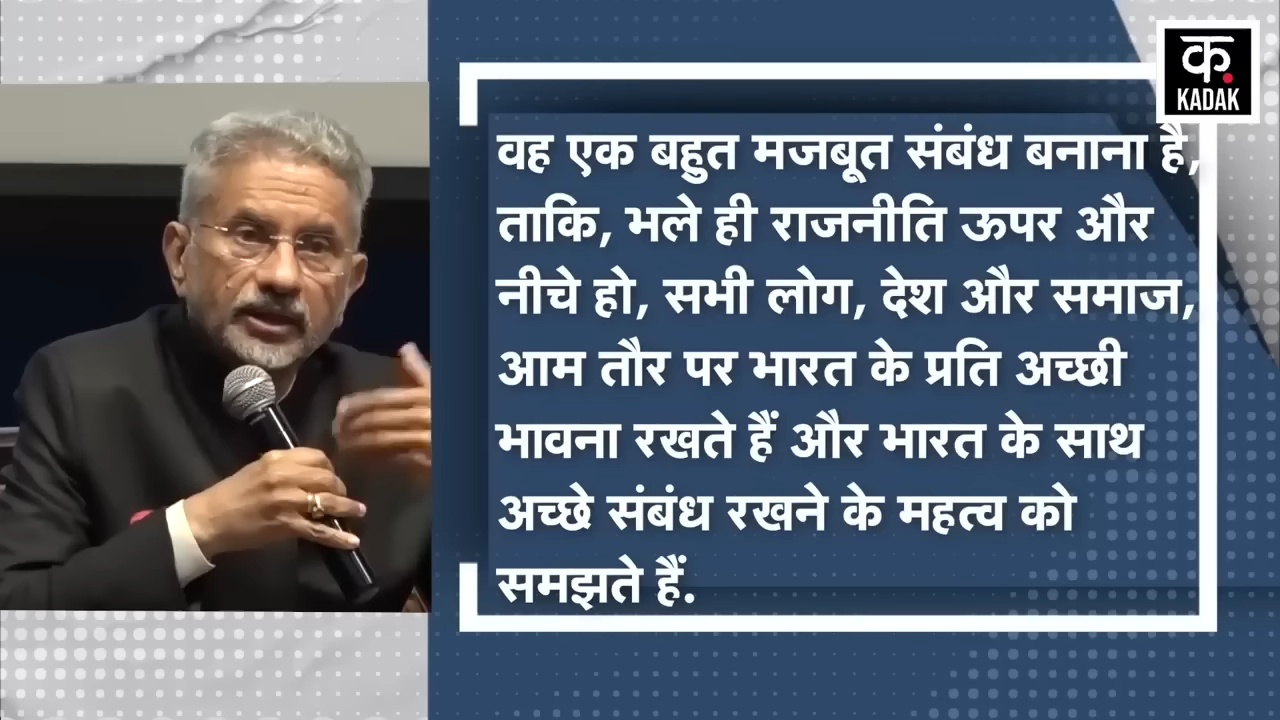 क.
KADAK
वह एक बहुत मजबूत संबंध बनाना है,
ताकि, भले ही राजनीति ऊपर और
नीचे हो, सभी लोग, देश और समाज,
आम तौर पर भारत के प्रति अच्छी
भावना रखते हैं और भारत के साथ
अच्छे संबंध रखने के महत्व को
समझते हैं.